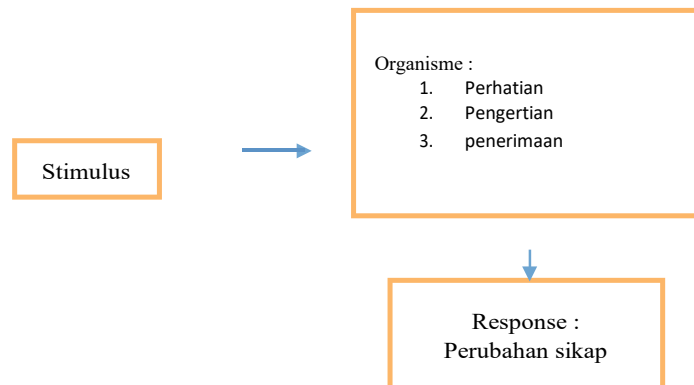 Stimulus
Organisme :
1. Perhatian
2. Pengertian
3. penerimaan
Response :
Perubahan sikap